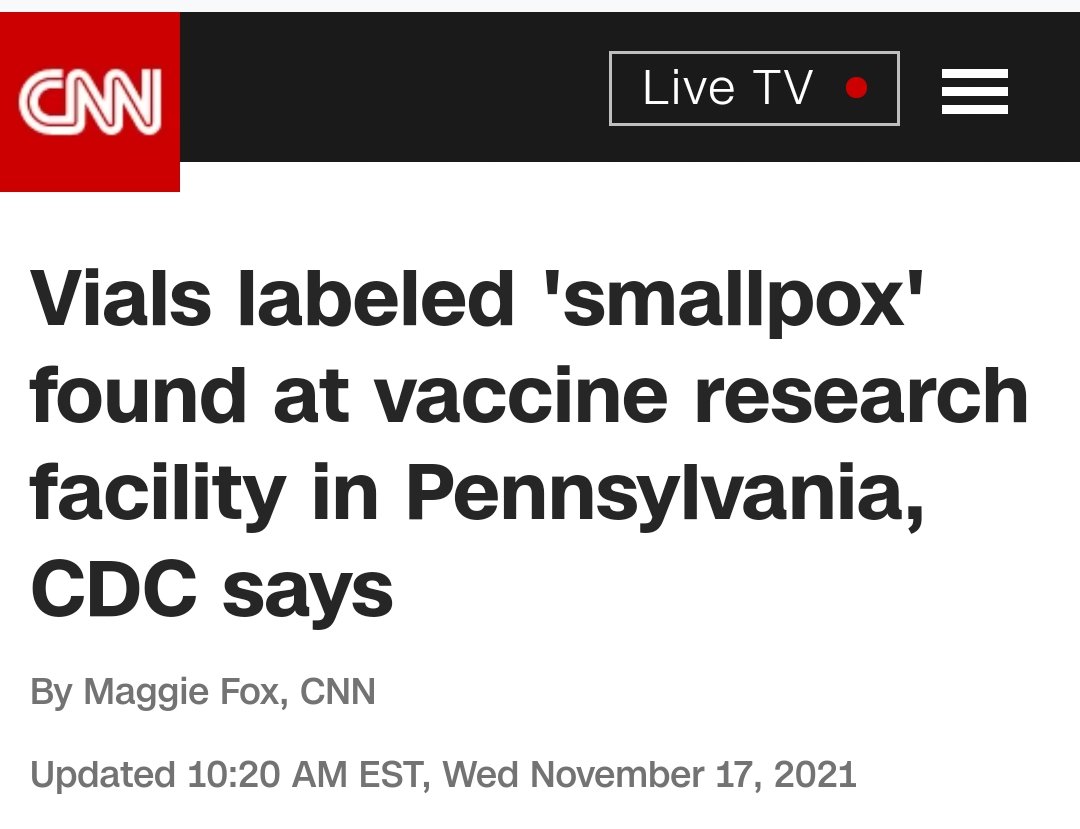 CNN
Live TV
Vials labeled 'smallpox'
found at vaccine research
facility in Pennsylvania,
CDC says
By Maggie Fox, CNN
Updated 10:20 AM EST, Wed November 17, 2021